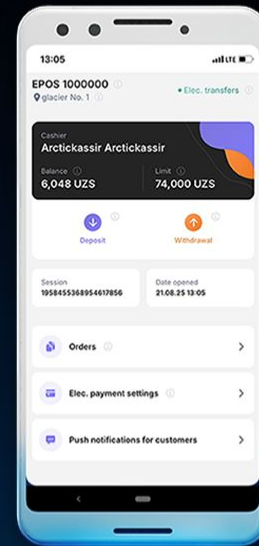 13:05
LTE
EPOS 1000000
glacier No. 1
Elec. transfers
Cashier
Arctickassir Arctickassir
Balance
6,048 UZS
Limit
74,000 UZS
Deposit
Withdrawal
Session
1958455368954617856
Date opened
21.08.25 13:05
Orders
Elec. payment settings
Push notifications for customers